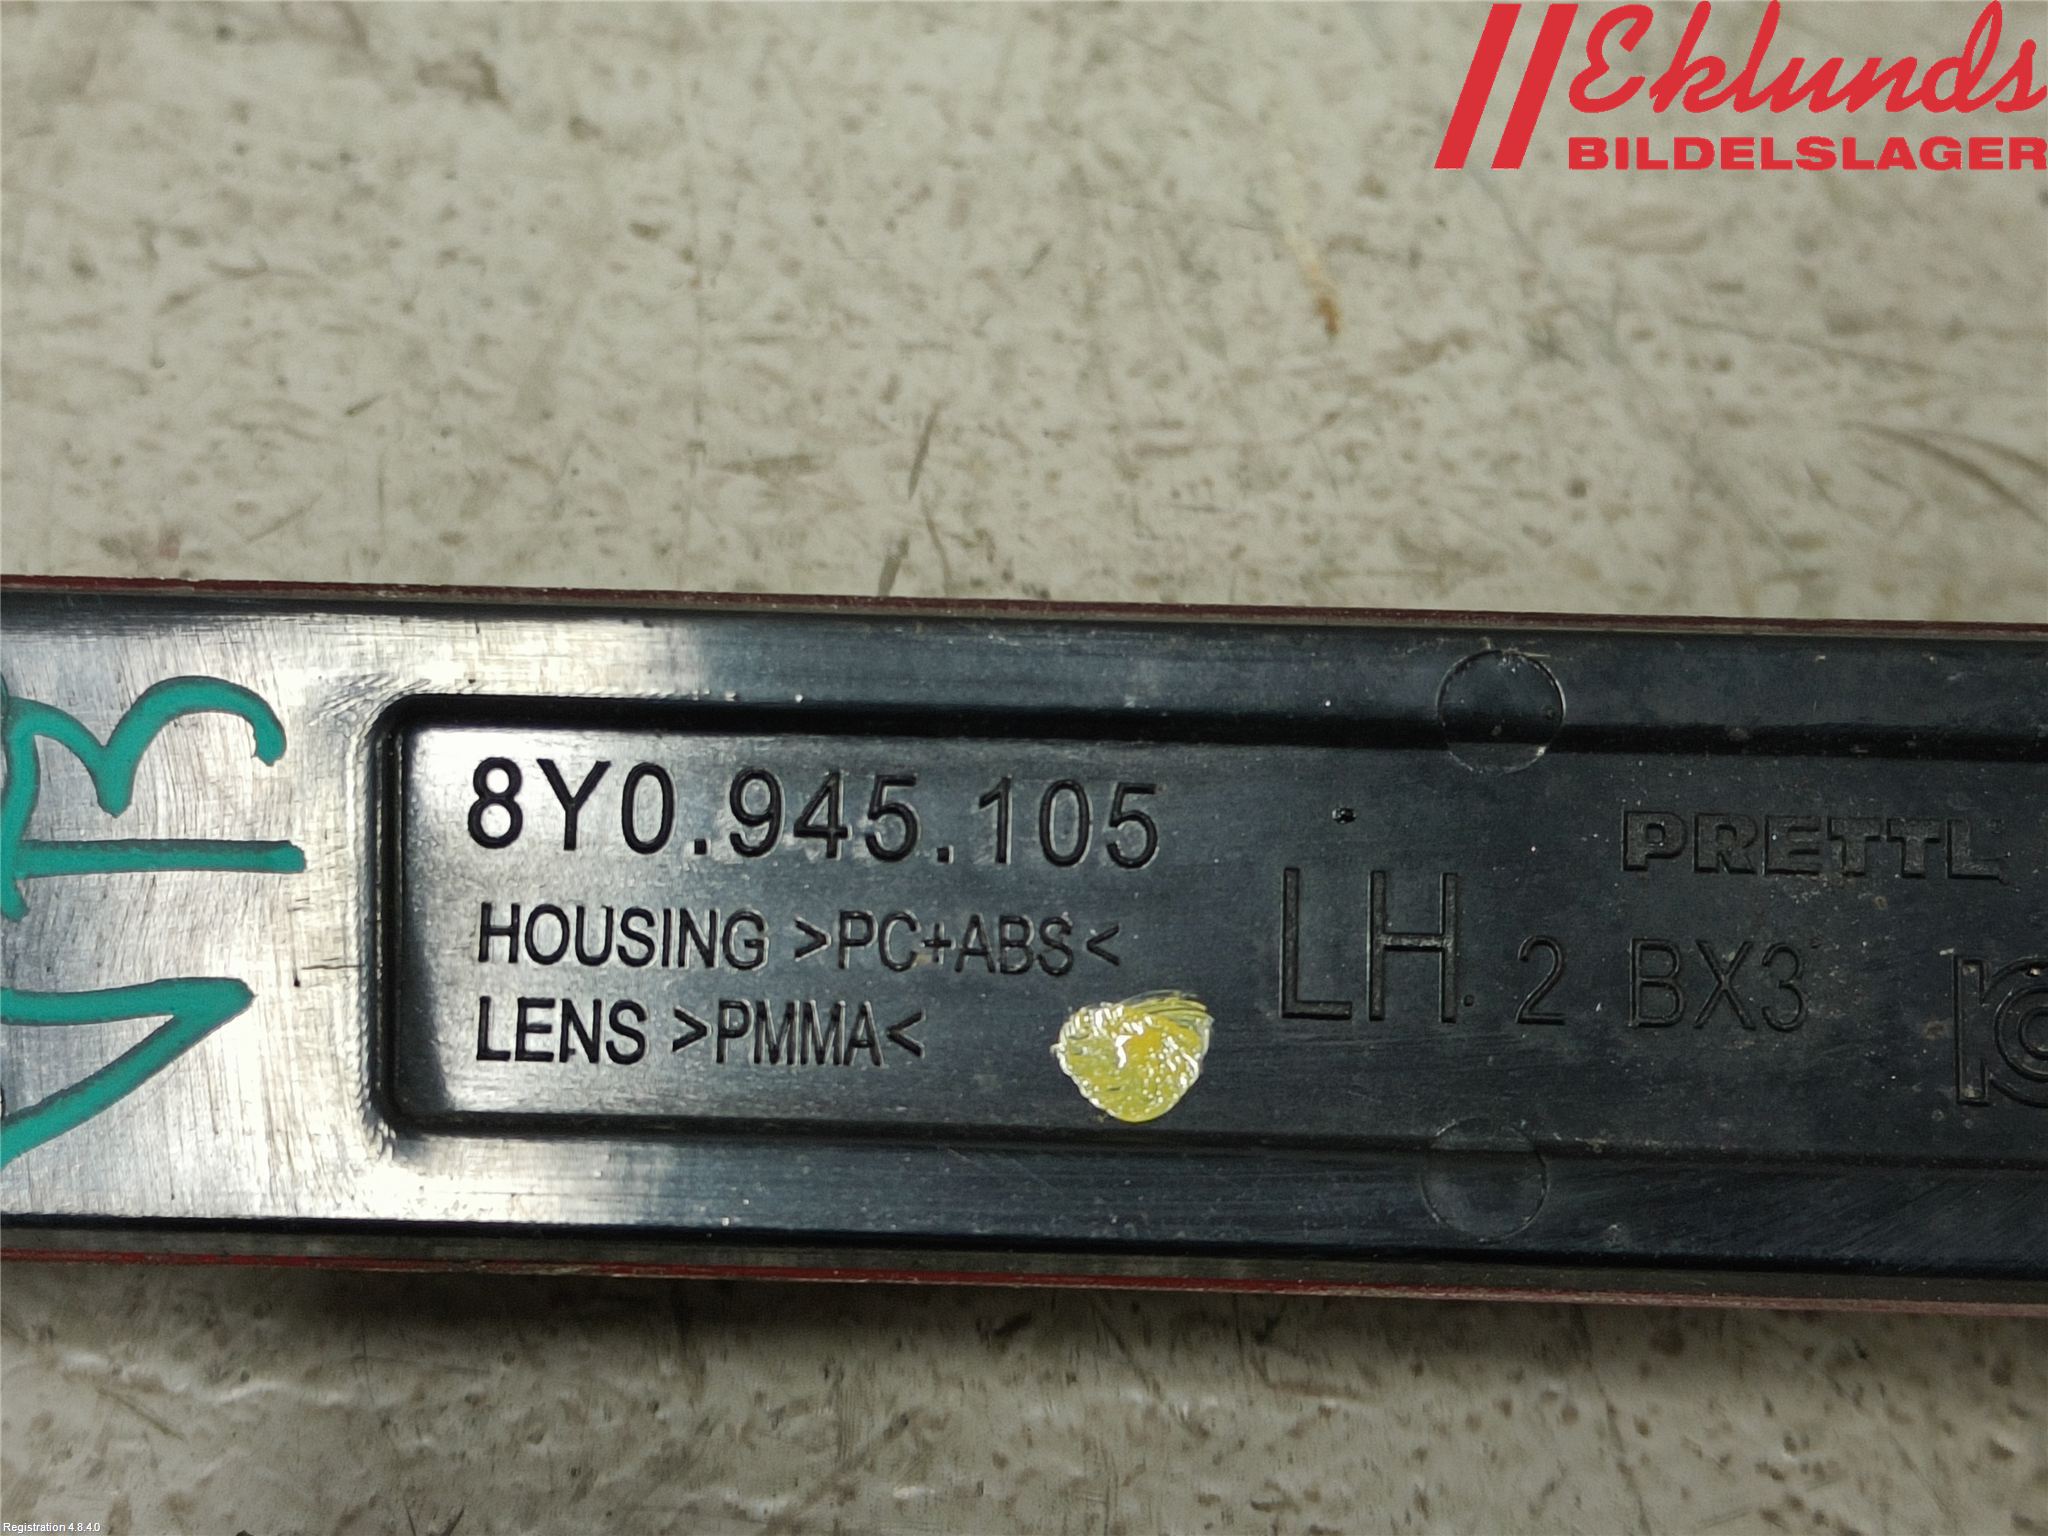 Eklunds
BILDELSLAGER
8Y0.945.105
HOUSING >PC+ABS<
LENS >PMMA<
LH
2 BX3
PRETTL
VB
Registration 4.8.4.0